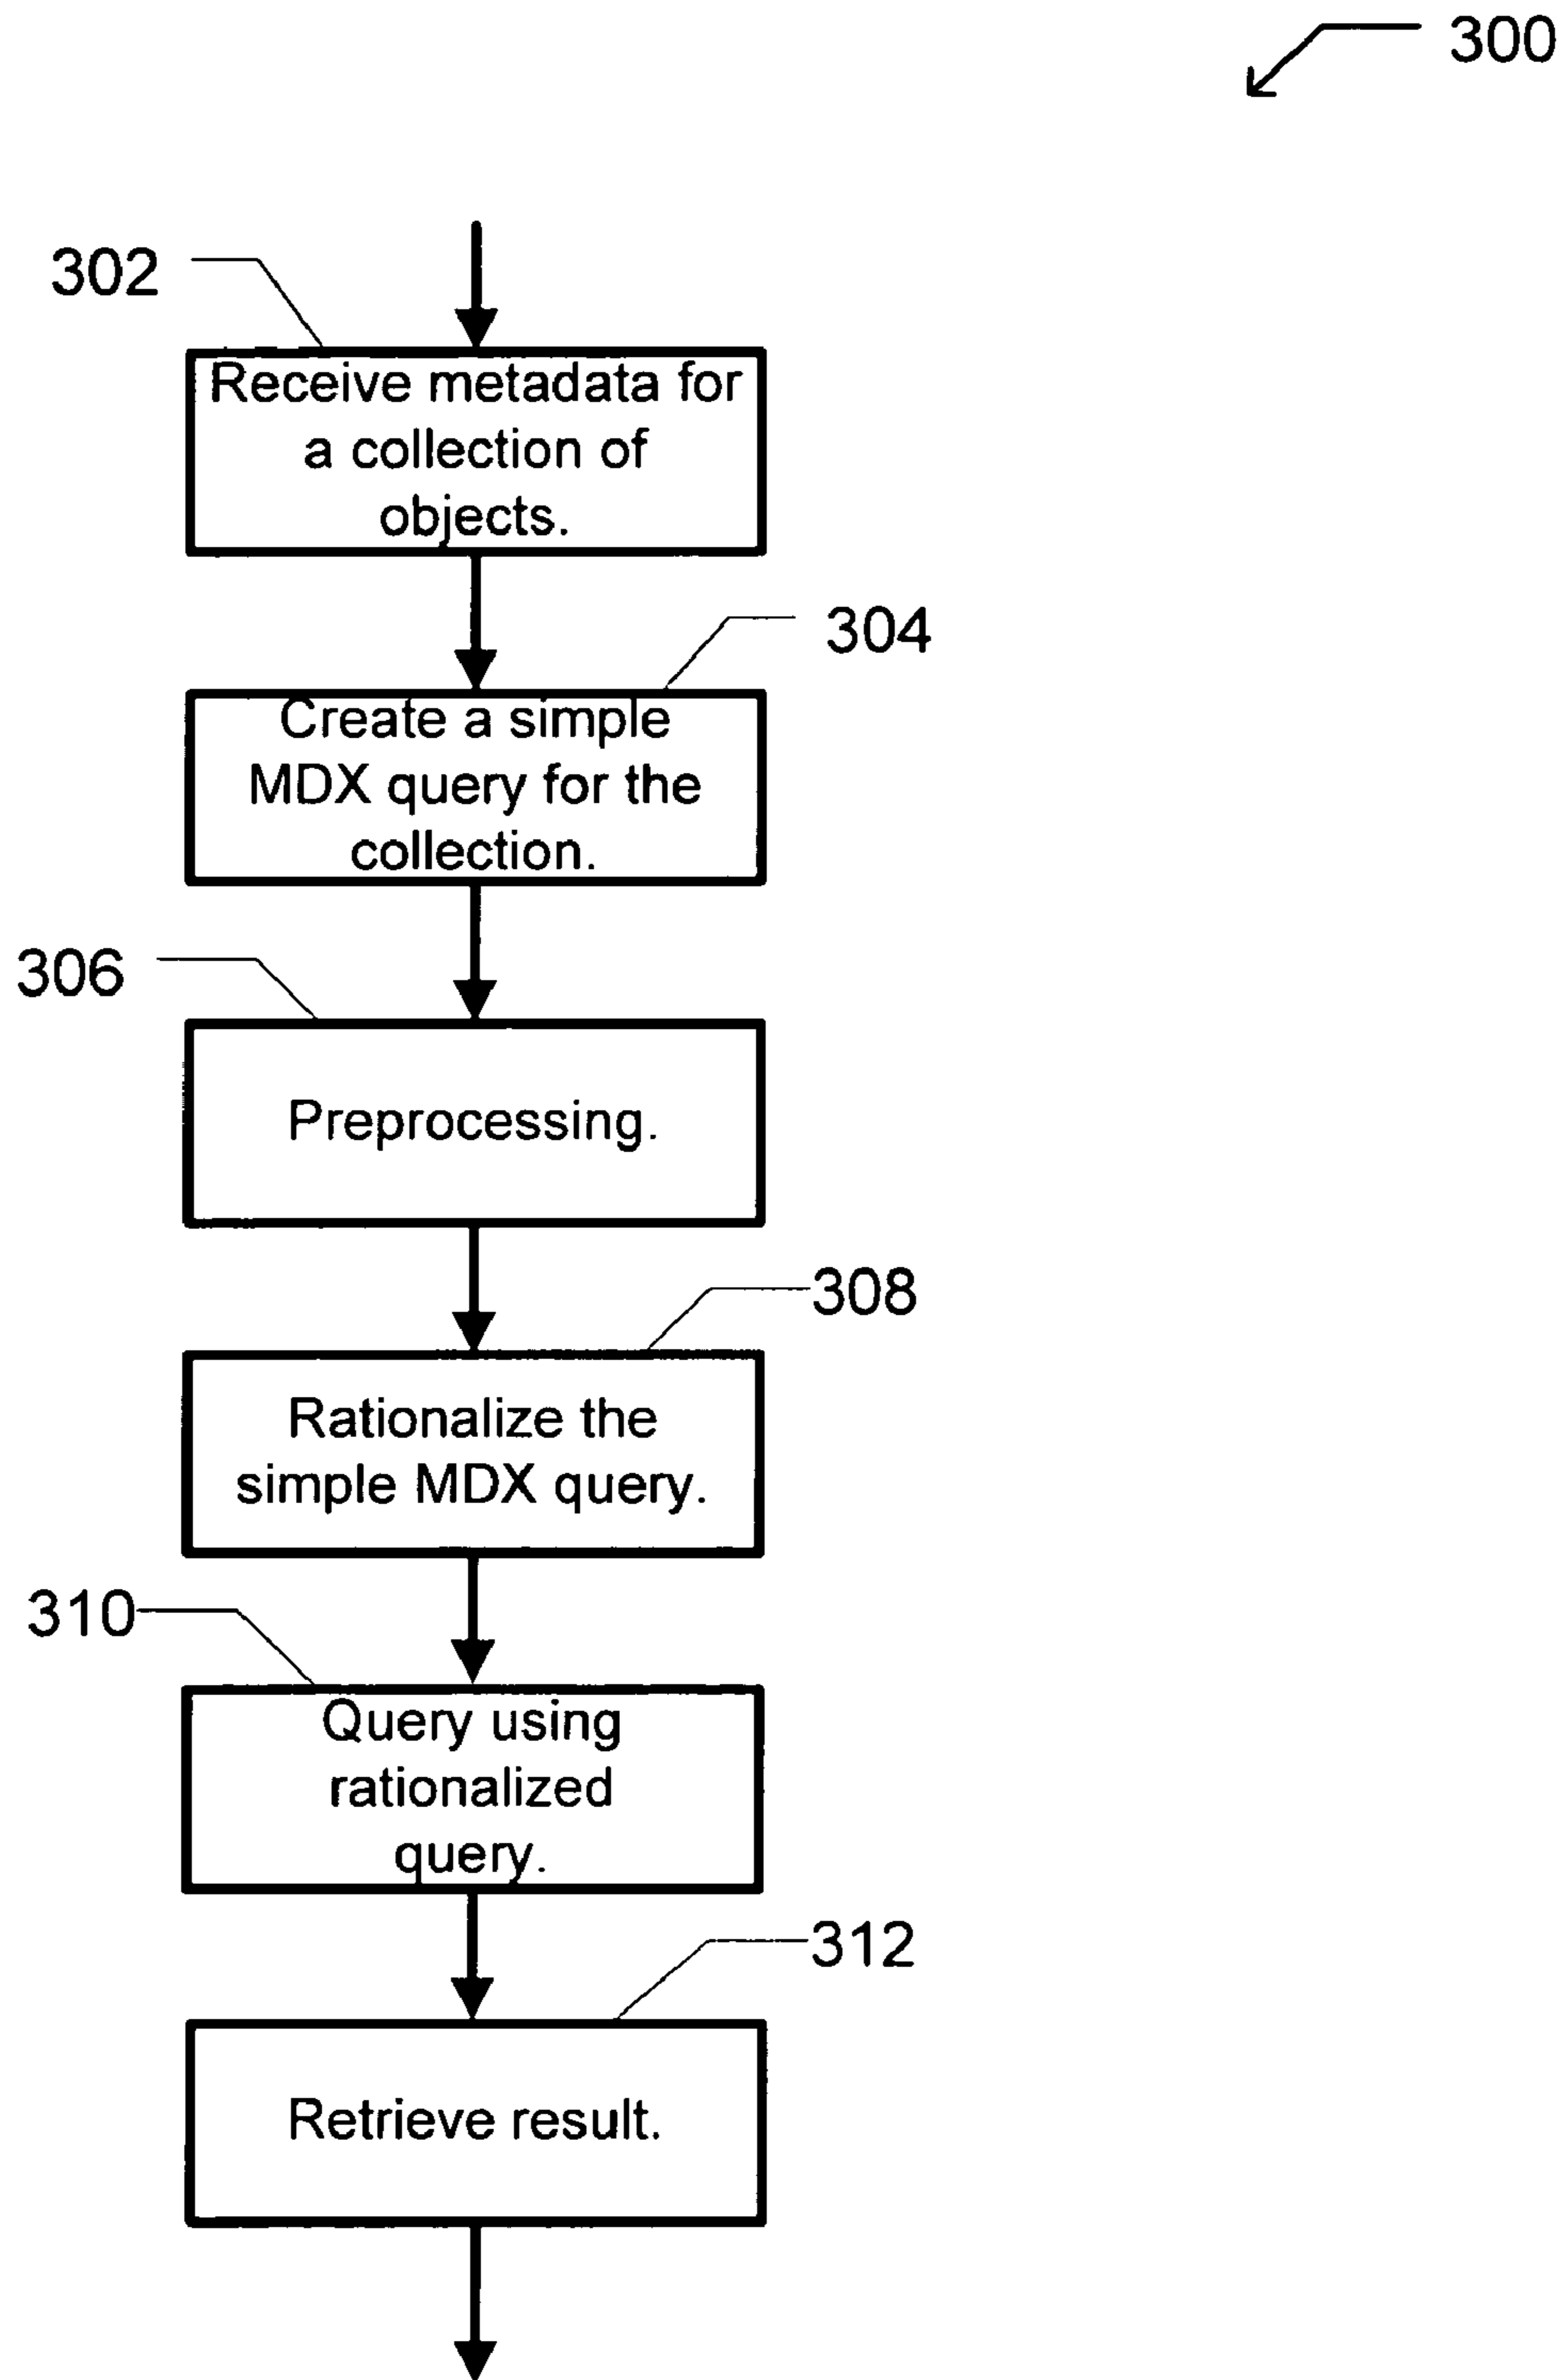 300
302
Receive metadata for
a collection of
objects.
304
Create a simple
MDX query for the
collection.
306
Preprocessing.
308
Rationalize the
simple MDX query.
310
Query using
rationalized
query.
312
Retrieve result.